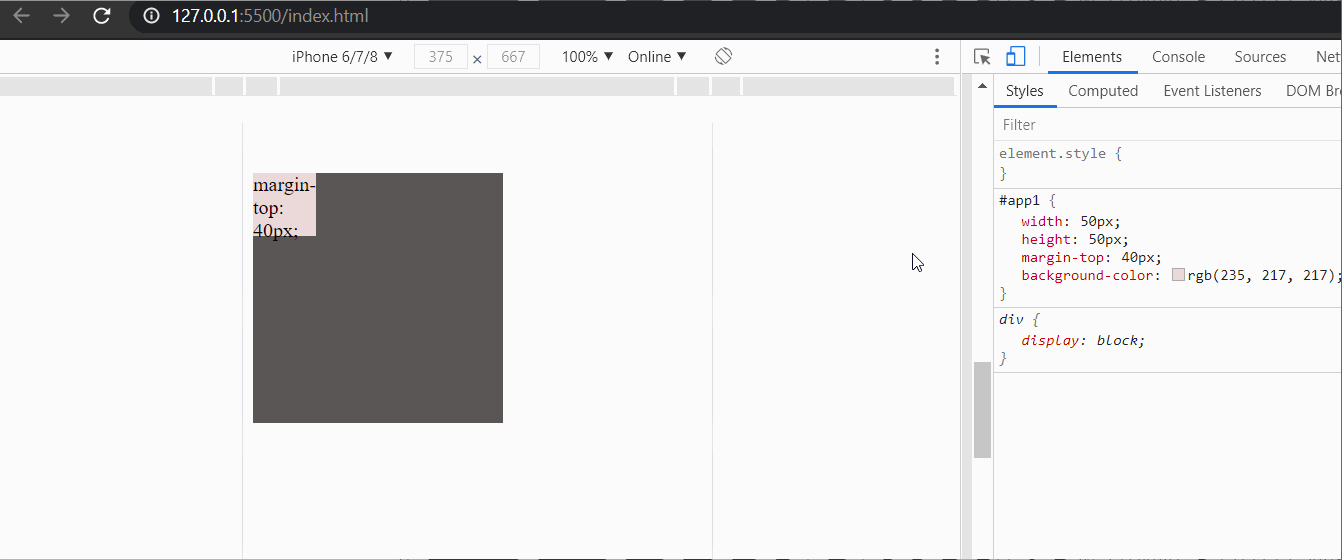 127.0.0.1:5500/index.html
iPhone 6/7/8 ▼ 375 × 667 100% ▼ Online ▼
Elements Console Sources Net
Styles Computed Event Listeners DOM Br
Filter
element.style {
}
#app1 {
width: 50px;
height: 50px;
margin-top: 40px;
background-color: rgb(235, 217, 217);
}
div {
display: block;
}
margin-
top:
40px;